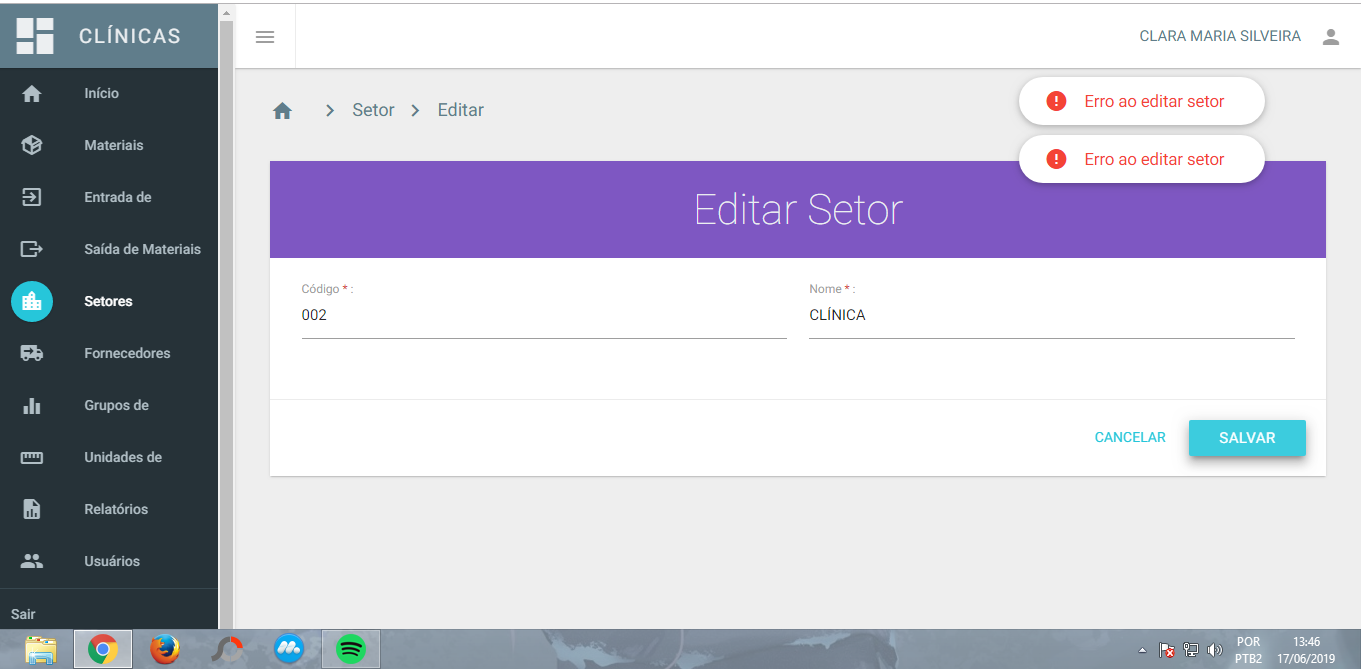 CLÍNICAS
CLARA MARIA SILVEIRA
Início
Materiais
Entrada de
Saída de Materiais
Setores
Fornecedores
Grupos de
Unidades de
Relatórios
Usuários
Sair
Setor
Editar
Erro ao editar setor
Erro ao editar setor
Editar Setor
Código * :
002
Nome * :
CLÍNICA
CANCELAR
SALVAR
POR
PTB2
13:46
17/06/2019